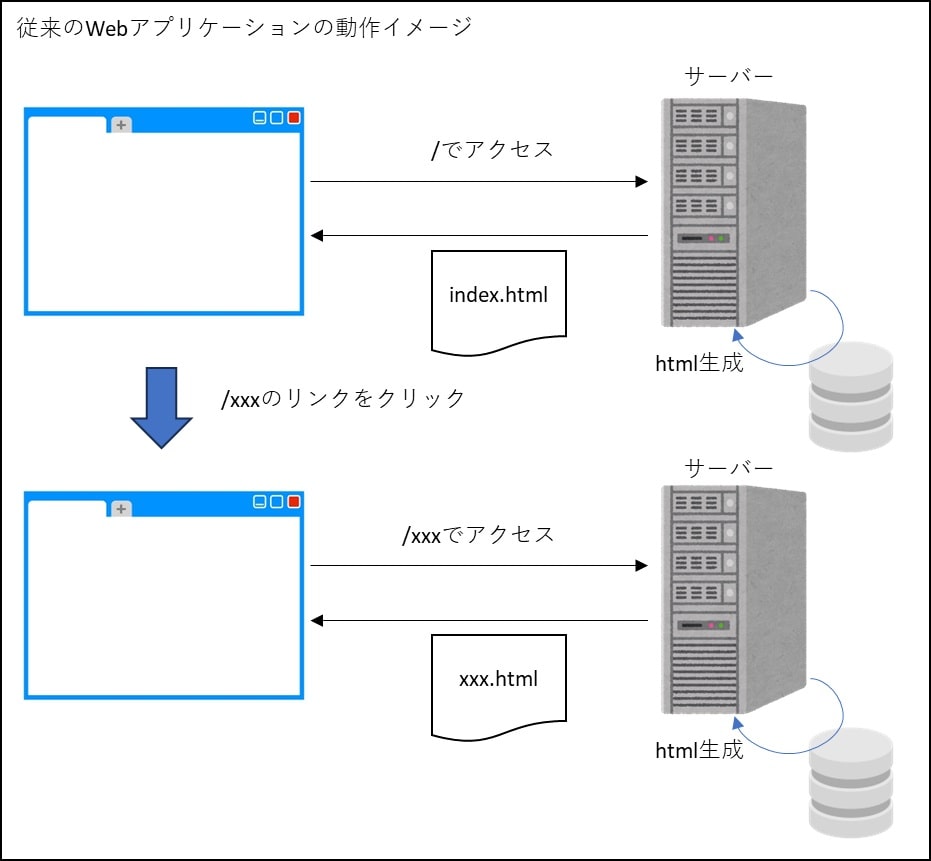 従来のWebアプリケーションの動作イメージ
サーバー
/でアクセス
index.html
html生成
/xxxのリンクをクリック
サーバー
/xxxでアクセス
xxx.html
html生成